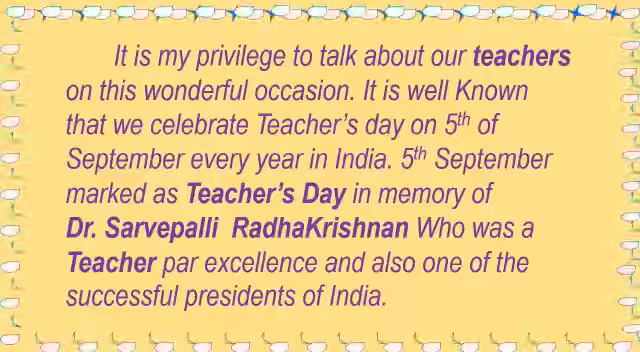 It is my privilege to talk about our teachers
on this wonderful occasion. It is well Known
that we celebrate Teacher's day on 5th of
September every year in India. 5th September
marked as Teacher's Day in memory of
Dr. Sarvepalli RadhaKrishnan Who was a
Teacher par excellence and also one of the
successful presidents of India.